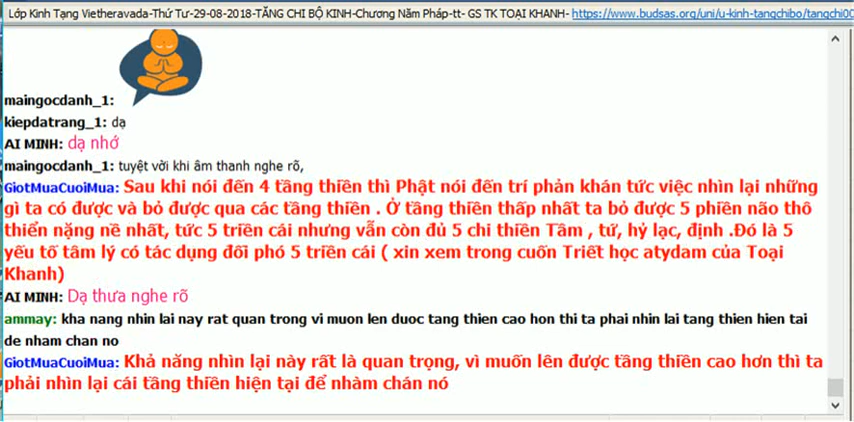 Lớp Kinh Tạng Vietheravada-Thứ Tư-29-08-2018-TĂNG CHI BỘ KINH-Chương Năm Pháp-tt- GS TK TOẠI KHANH- https://www.budsas.org/uni/u-kinh-tangchibo/tangchi00
maingocdanh_1:
kiepdatrang_1: dạ
AI MINH: dạ nhớ
maingocdanh_1: tuyệt vời khi âm thanh nghe rõ,
GiotMuaCuoiMua: Sau khi nói đến 4 tầng thiền thì Phật nói đến trí phản khán tức việc nhìn lại những
gì ta có được và bỏ được qua các tầng thiền . Ở tầng thiền thấp nhất ta bỏ được 5 phiền não thô
thiển nặng nề nhất, tức 5 triền cái nhưng vẫn còn đủ 5 chi thiền Tầm , tứ, hỷ lạc, định .Đó là 5
yếu tố tâm lý có tác dụng đối phó 5 triền cái ( xin xem trong cuốn Triết học atydam của Toại
Khanh)
AI MINH: Dạ thưa nghe rõ
ammay: kha nang nhin lai nay rat quan trong vi muon len duoc tang thien cao hon thi ta phai nhin lai tang thien hien tai
de nham chan no
GiotMuaCuoiMua: Khả năng nhìn lại này rất là quan trọng, vì muốn lên được tầng thiền cao hơn thì ta
phải nhìn lại cái tầng thiền hiện tại để nhàm chán nó